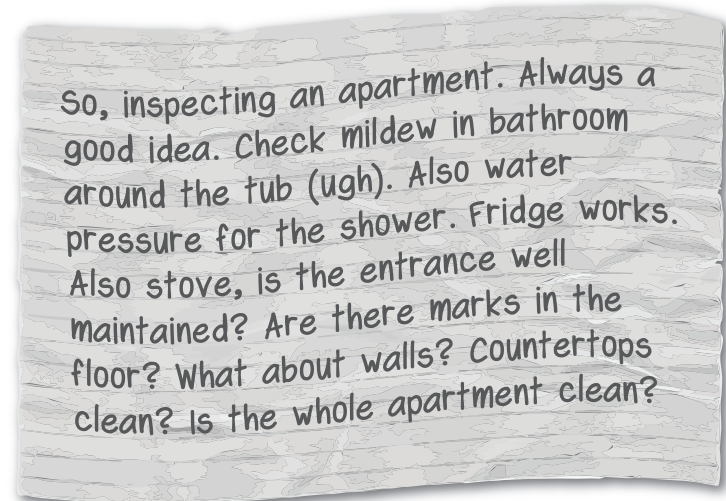 So, inspecting an apartment. Always a
good idea. Check mildew in bathroom
around the tub (ugh). Also water
pressure for the shower. Fridge works.
Also stove, is the entrance well
maintained? Are there marks in the
floor? What about walls? Countertops
clean? Is the whole apartment clean?